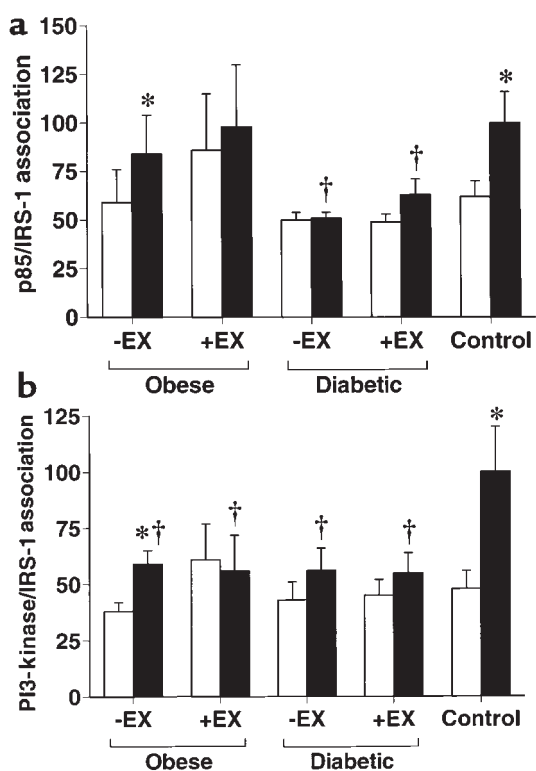 a
p85/IRS-1 association
150
125
100
75
50
25
0
*
*
†
†
-EX +EX -EX +EX Control
Obese Diabetic
b
PI3-kinase/IRS-1 association
125
100
75
50
25
0
*† † † † *
-EX +EX -EX +EX Control
Obese Diabetic